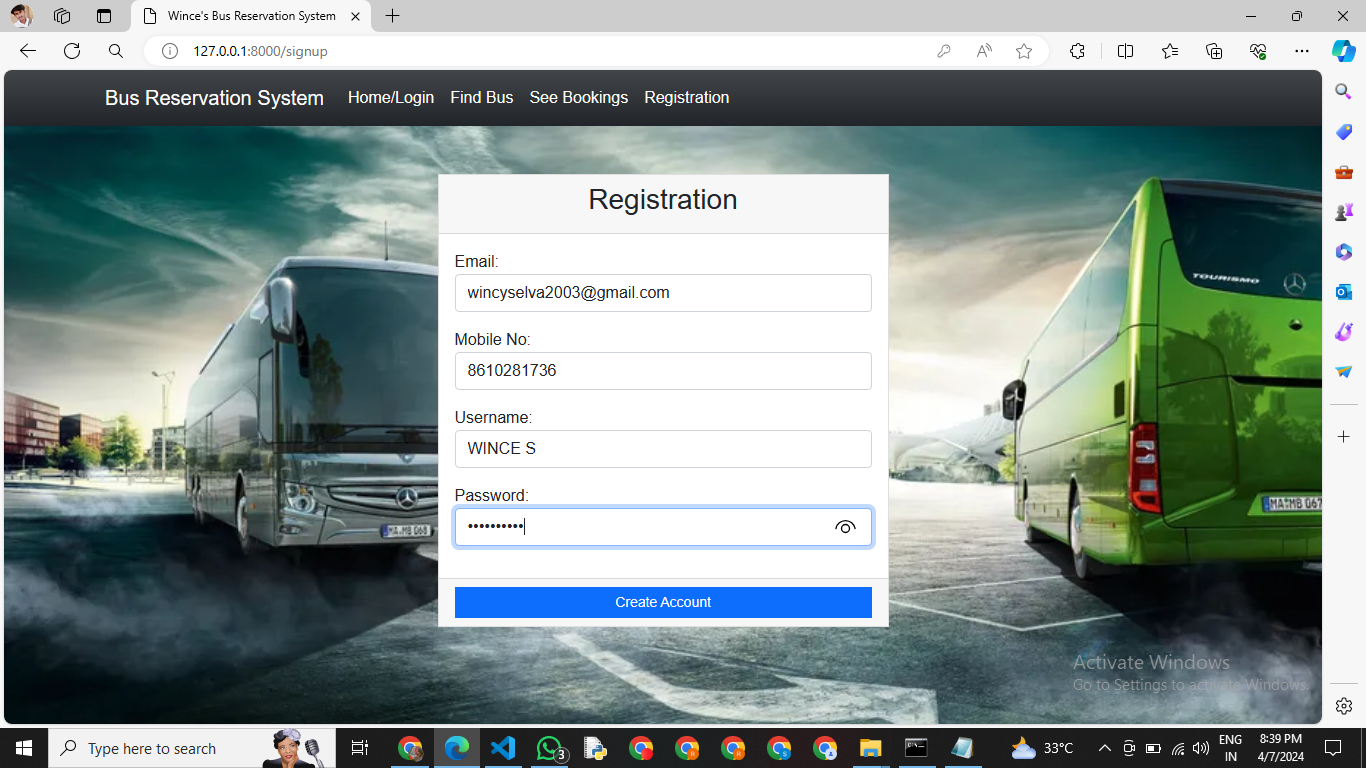 Wince's Bus Reservation System
127.0.0.1:8000/signup
Bus Reservation System Home/Login Find Bus See Bookings Registration
Registration
Email:
wincyselva2003@gmail.com
Mobile No:
8610281736
Username:
WINCE S
Password:
••••••••••
Create Account
TOURISMO
MA:MB 068
MA:MB 067
Activate Windows
Go to Settings to activate Windows.
Type here to search
3
33°C
ENG
IN
8:39 PM
4/7/2024